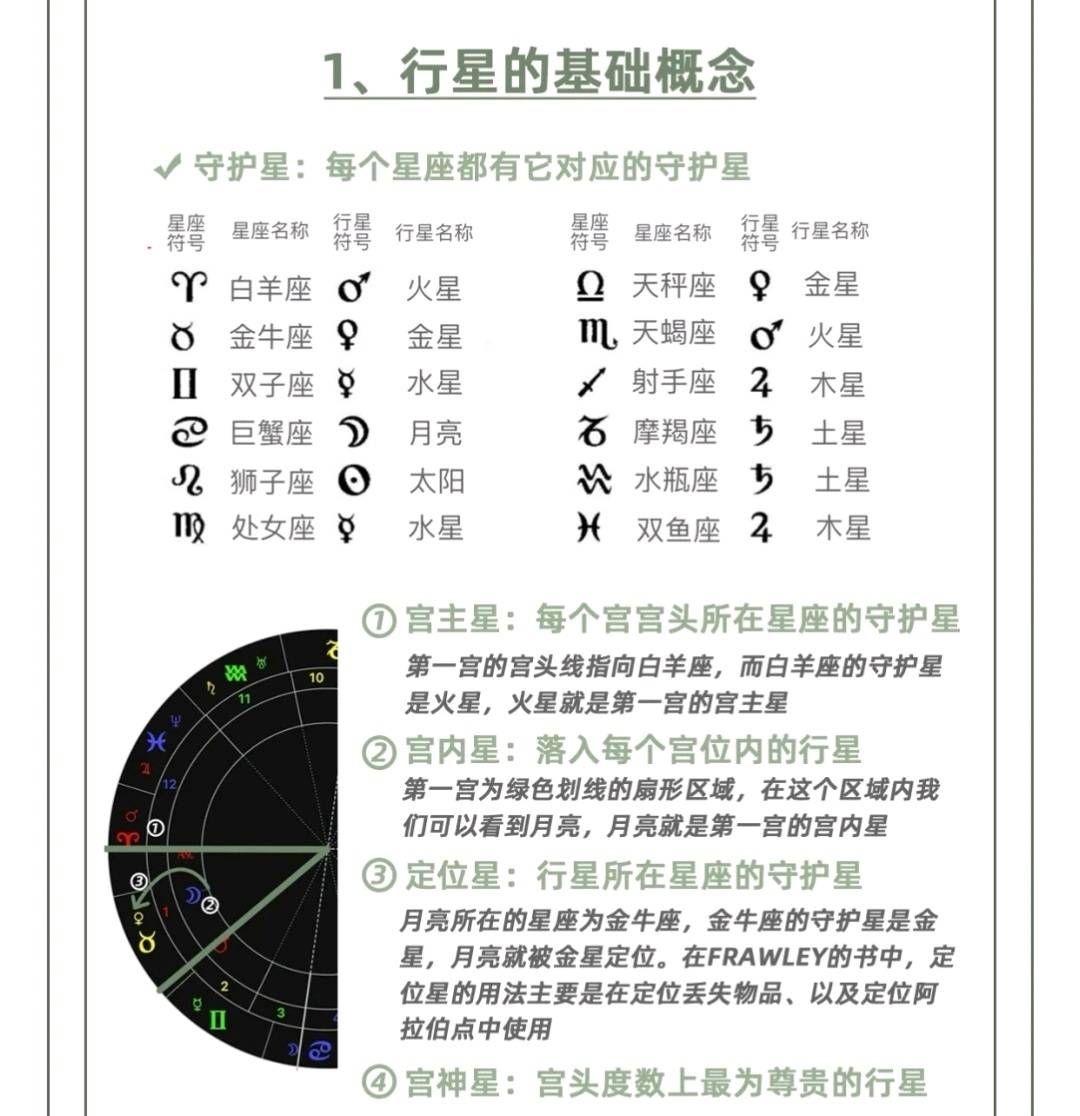 1、行星的基础概念
守护星：每个星座都有它对应的守护星
星座符号 星座名称 行星符号 行星名称 星座符号 星座名称 行星符号 行星名称
♈ 白羊座 ♂ 火星 ♎ 天秤座 ♀ 金星
♉ 金牛座 ♀ 金星 ♏ 天蝎座 ♂ 火星
♊ 双子座 ☿ 水星 ♐ 射手座 ♃ 木星
♋ 巨蟹座 ☽ 月亮 ♑ 摩羯座 ♄ 土星
♌ 狮子座 ☉ 太阳 ♒ 水瓶座 ♄ 土星
♍ 处女座 ☿ 水星 ♓ 双鱼座 ♃ 木星
10
11
12
①
Asc
③
②
1
2
3
①宫主星：每个宫宫头所在星座的守护星
第一宫的宫头线指向白羊座，而白羊座的守护星
是火星，火星就是第一宫的宫主星
②宫内星：落入每个宫位内的行星
第一宫为绿色划线的扇形区域，在这个区域内我
们可以看到月亮，月亮就是第一宫的宫内星
③定位星：行星所在星座的守护星
月亮所在的星座为金牛座，金牛座的守护星是金
星，月亮就被金星定位。在FRAWLEY的书中，定
位星的用法主要是在定位丢失物品、以及定位阿
拉伯点中使用
④宫神星：宫头度数上最为尊贵的行星